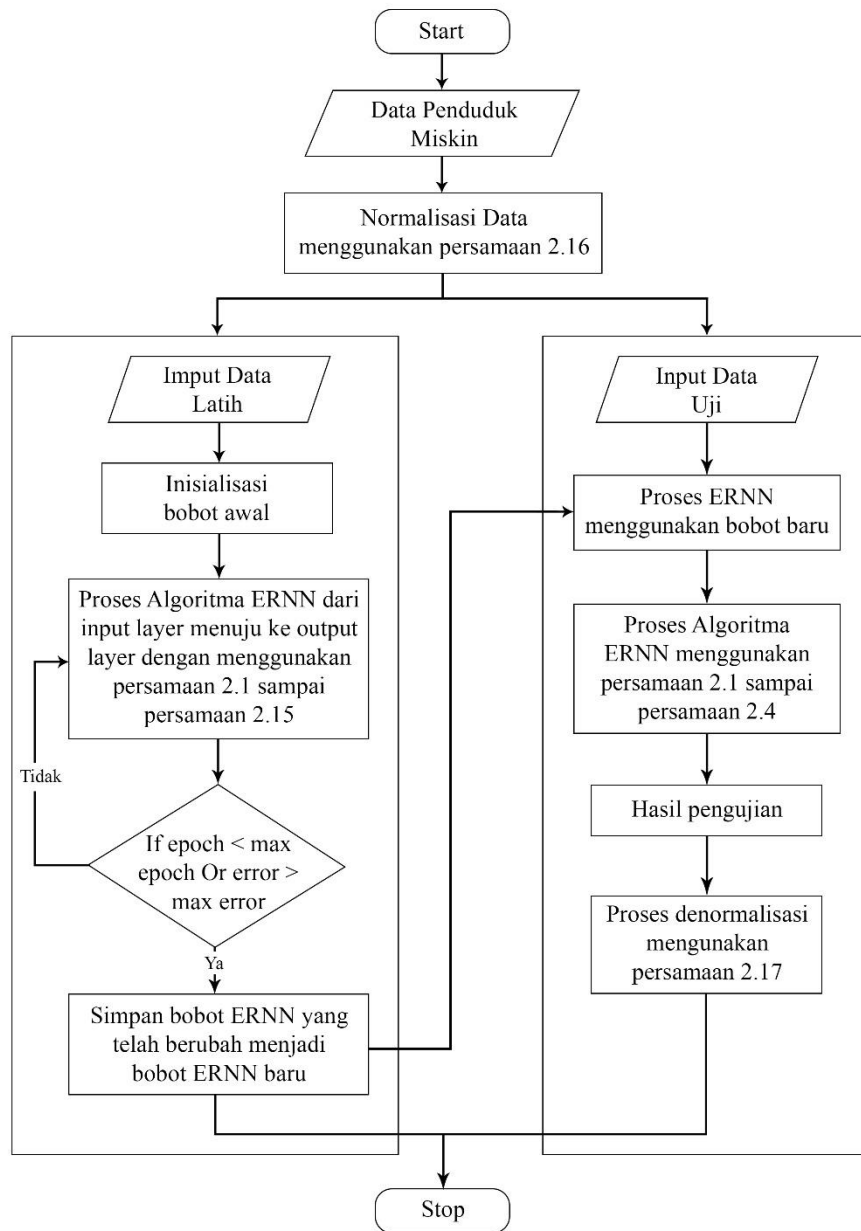 Start
Data Penduduk
Miskin
Normalisasi Data
menggunakan persamaan 2.16
Imput Data
Latih
Inisialisasi
bobot awal
Proses Algoritma ERNN dari
input layer menuju ke output
layer dengan menggunakan
persamaan 2.1 sampai
persamaan 2.15
Tidak
If epoch < max
epoch Or error >
max error
Ya
Simpan bobot ERNN yang
telah berubah menjadi
bobot ERNN baru
Input Data
Uji
Proses ERNN
menggunakan bobot baru
Proses Algoritma
ERNN menggunakan
persamaan 2.1 sampai
persamaan 2.4
Hasil pengujian
Proses denormalisasi
mengunakan
persamaan 2.17
Stop